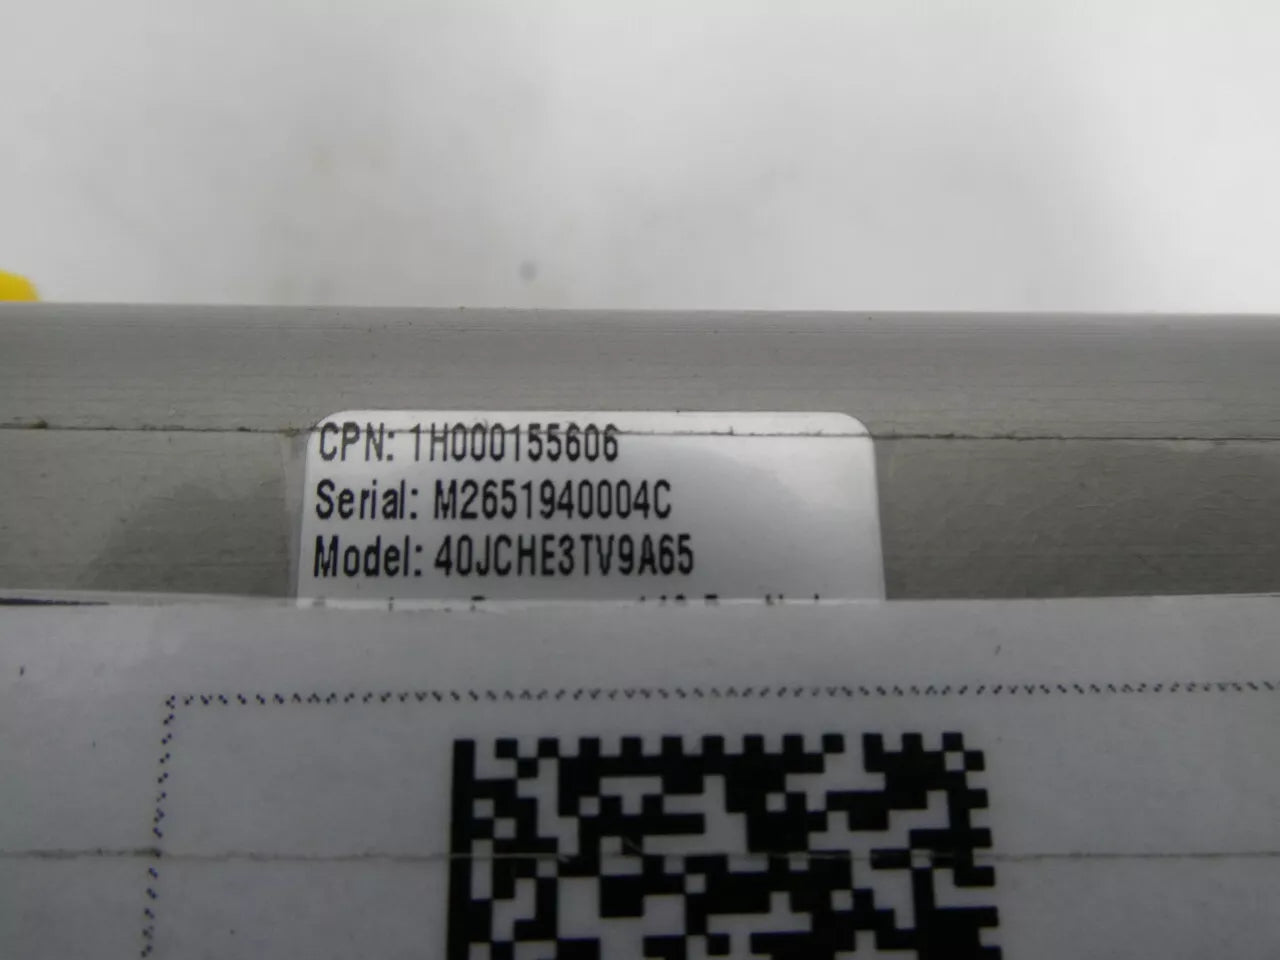 CPN: 1H000155606
Serial: M2651940004C
Model: 40JCHE3TV9A65